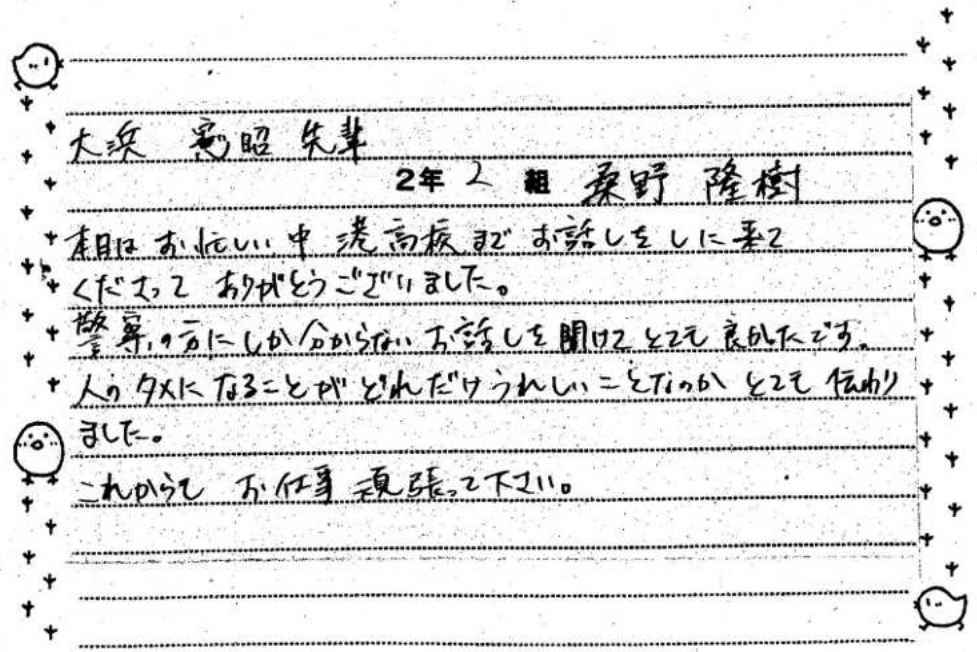 大浜 憲昭 先輩
2年 2 組 桑野 隆樹
本日は お忙しい 中 港高校まで お話しを しに 来て
くださって ありがとうございました。
警察の方にしか分からない お話しを 聞けて とても 良かったです。
人の タメに なることが どれだけ うれしい ことなのか とても 伝わり
ました。
これからも お仕事 頑張って下さい。